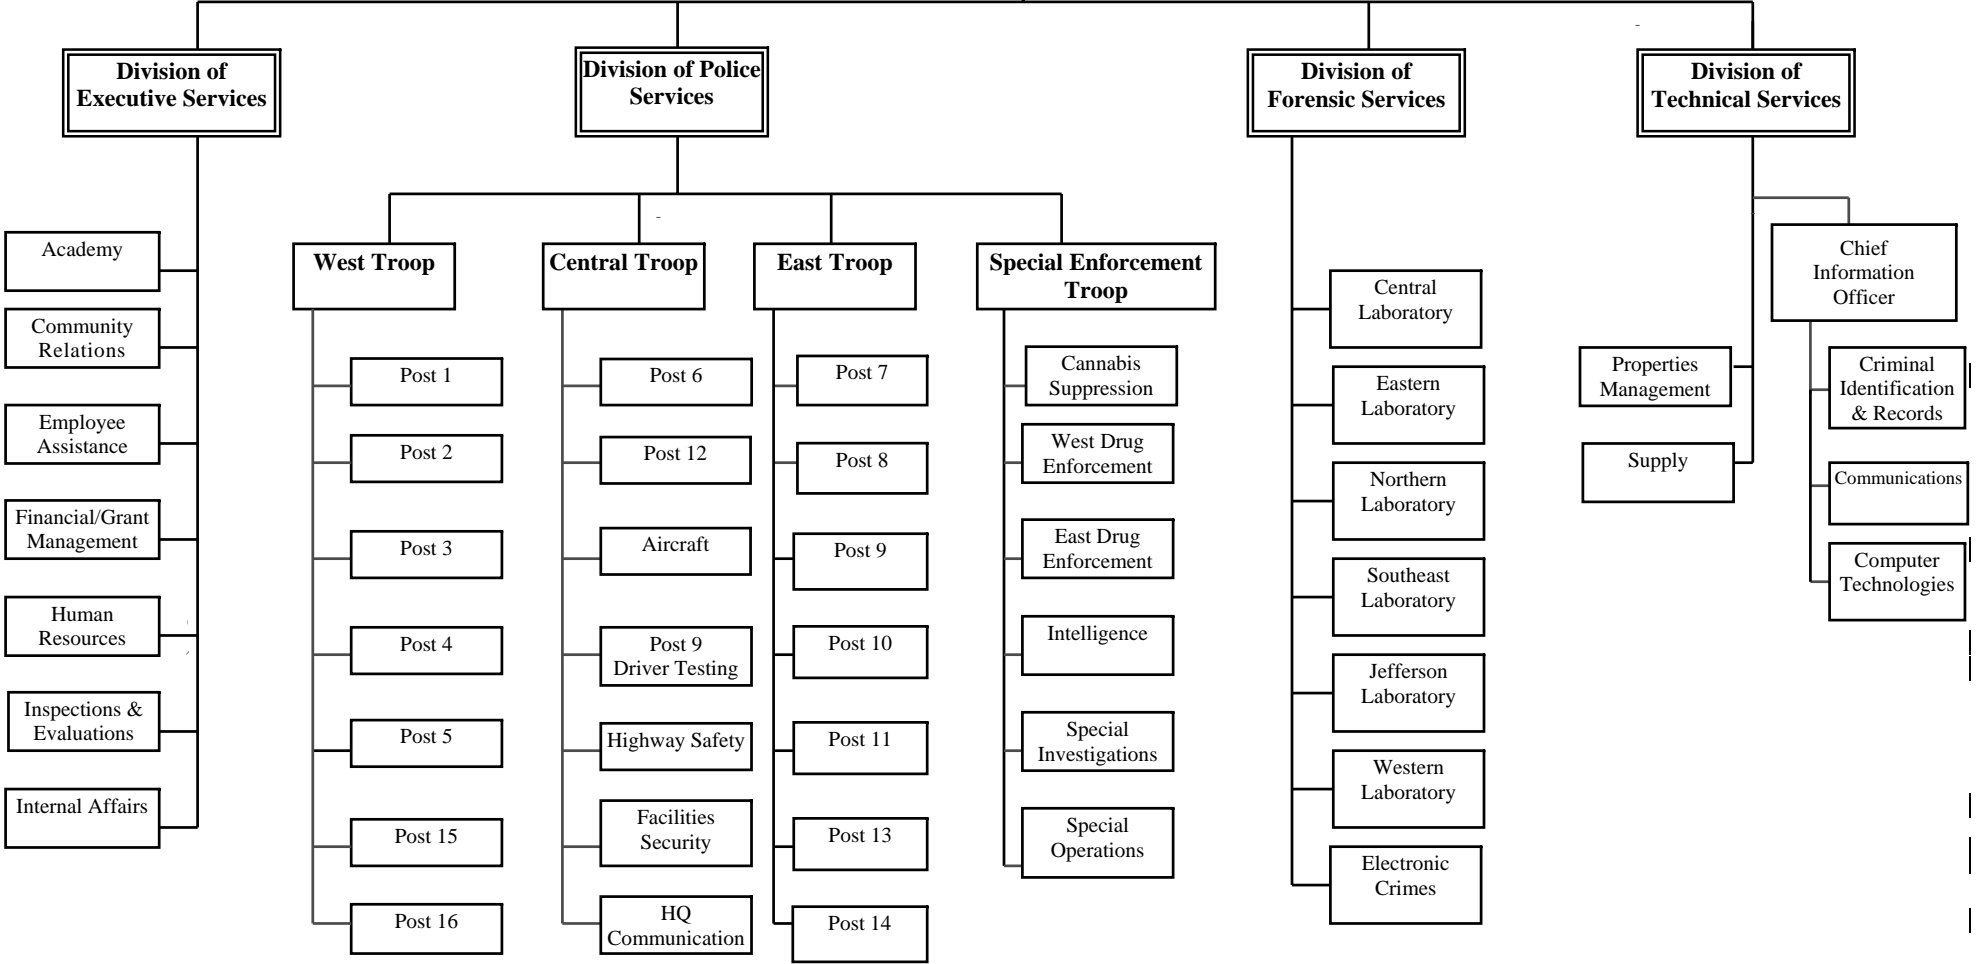 Division of
Executive Services
Division of Police
Services
Division of
Forensic Services
Division of
Technical Services
Academy
Community
Relations
Employee
Assistance
Financial/Grant
Management
Human
Resources
Inspections &
Evaluations
Internal Affairs
West Troop
Post 1
Post 2
Post 3
Post 4
Post 5
Post 15
Post 16
Central Troop
Post 6
Post 12
Aircraft
Post 9
Driver Testing
Highway Safety
Facilities
Security
HQ
Communication
East Troop
Post 7
Post 8
Post 9
Post 10
Post 11
Post 13
Post 14
Special Enforcement
Troop
Cannabis
Suppression
West Drug
Enforcement
East Drug
Enforcement
Intelligence
Special
Investigations
Special
Operations
Central
Laboratory
Eastern
Laboratory
Northern
Laboratory
Southeast
Laboratory
Jefferson
Laboratory
Western
Laboratory
Electronic
Crimes
Properties
Management
Supply
Chief
Information
Officer
Criminal
Identification
& Records
Communications
Computer
Technologies